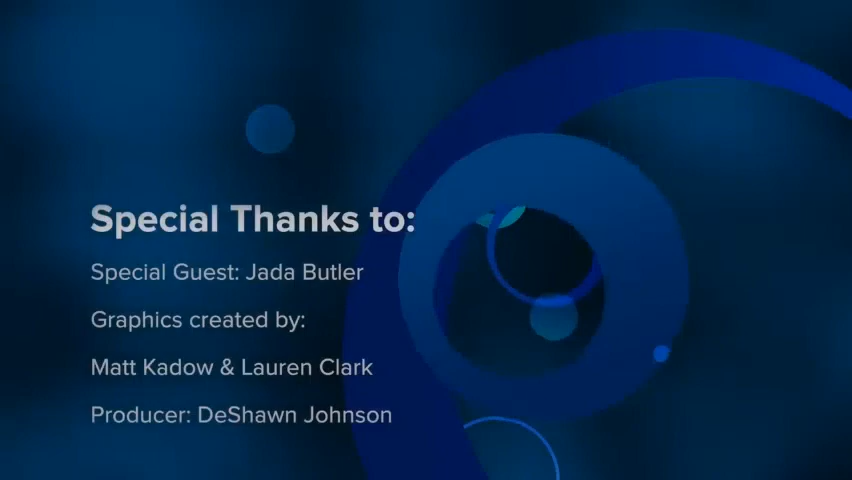 Special Thanks to:
Special Guest: Jada Butler
Graphics created by:
Matt Kadow & Lauren Clark
Producer: DeShawn Johnson